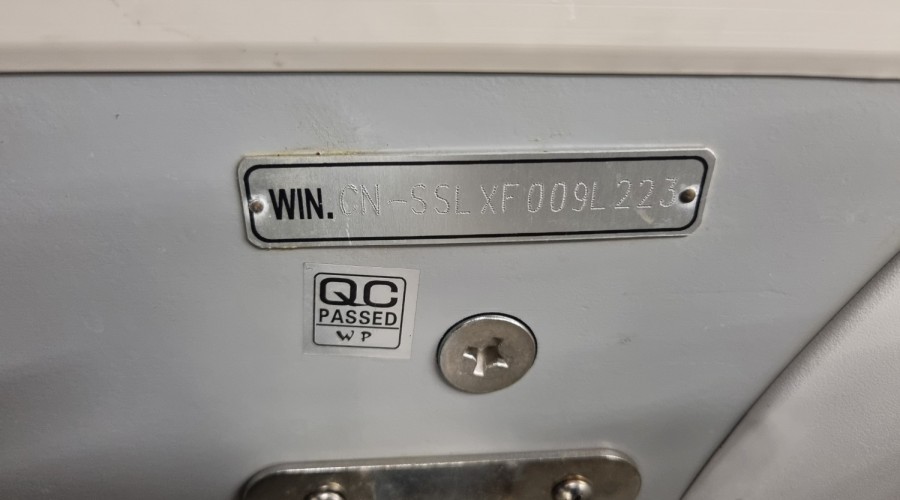 WIN. CN-SSLXF009L223
QC
PASSED
WP